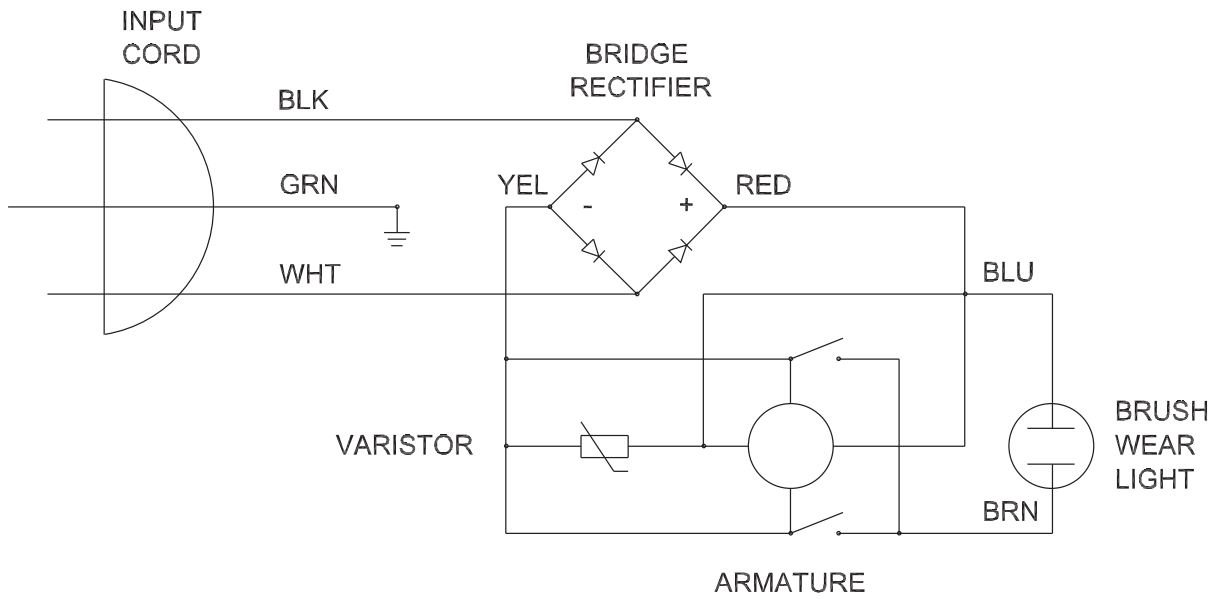 INPUT
CORD
BRIDGE
RECTIFIER
BLK
GRN
YEL
-
+
RED
WHT
BLU
BRUSH
WEAR
LIGHT
VARISTOR
BRN
ARMATURE